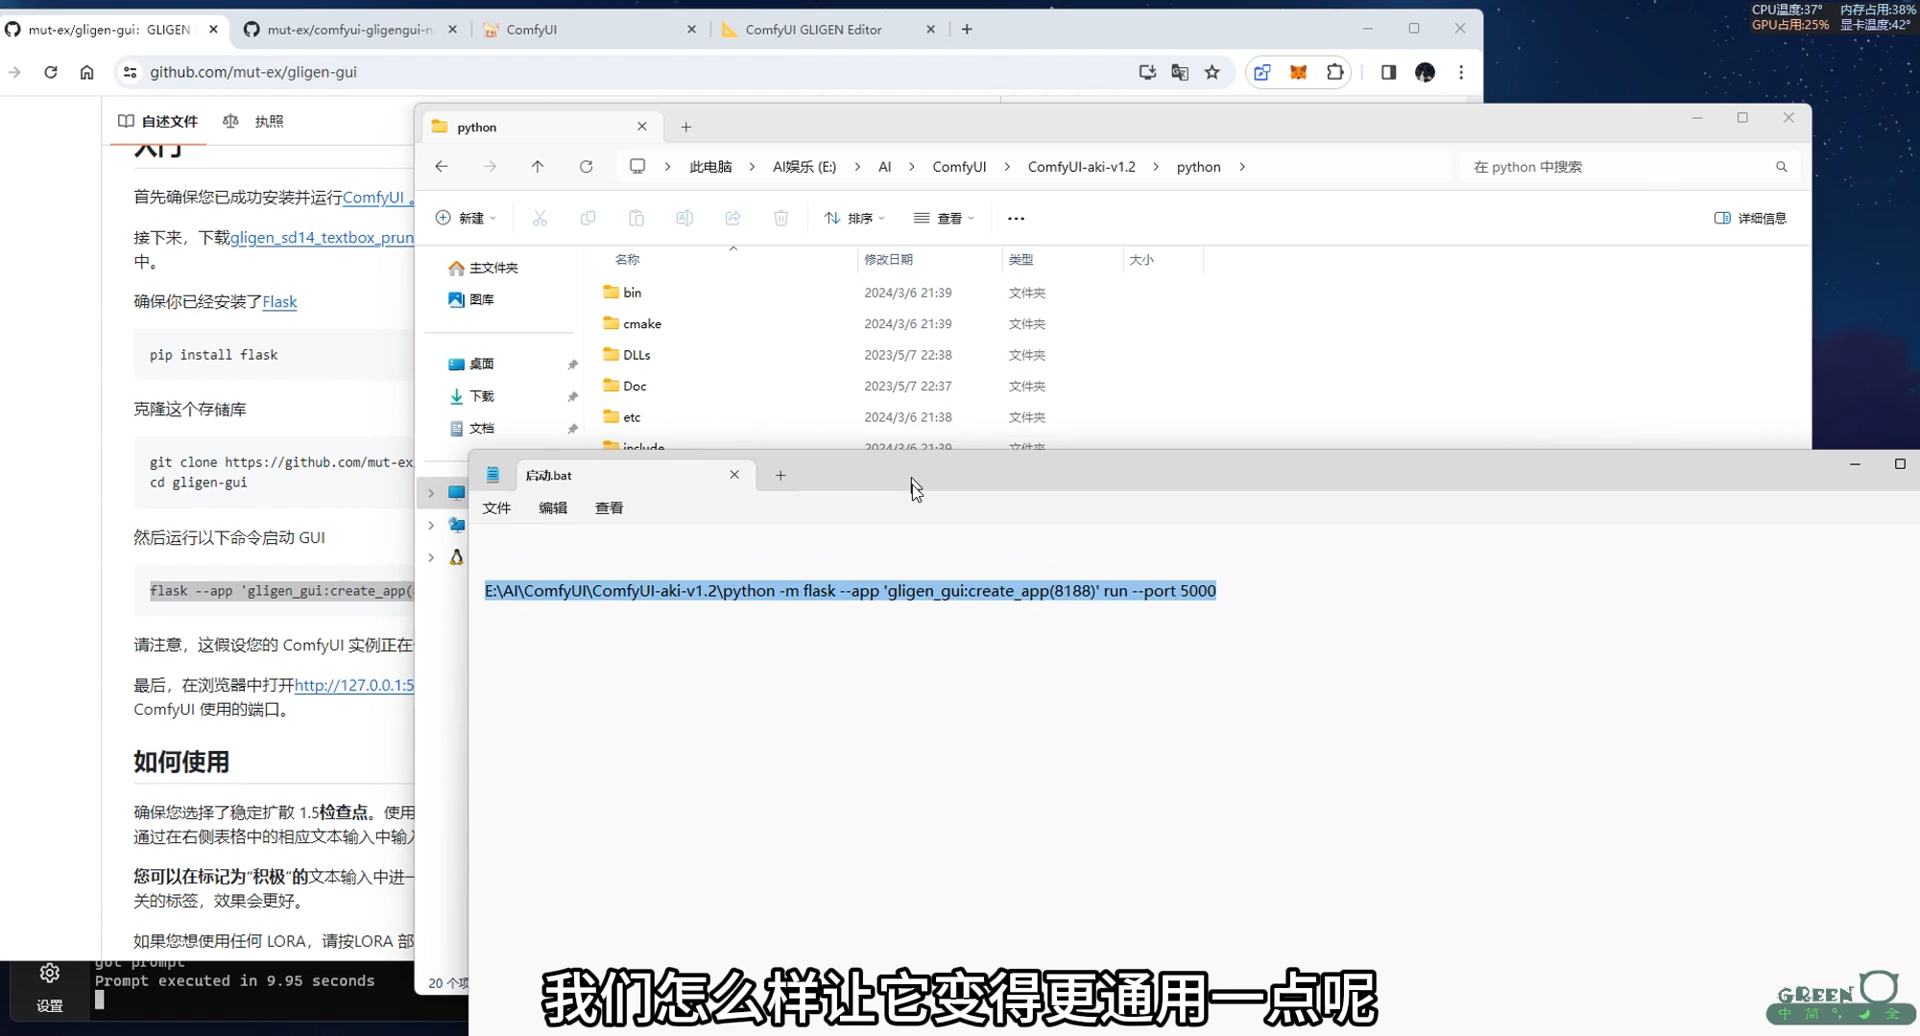 CPU温度:37° 内存占用:38%
GPU占用:25% 显卡温度:42°
mut-ex/gligen-gui: GLIGEN
mut-ex/comfyui-gligengui-n
ComfyUI
ComfyUI GLIGEN Editor
github.com/mut-ex/gligen-gui
自述文件
执照
入门
首先确保您已成功安装并运行ComfyUI 。
接下来，下载gligen_sd14_textbox_prun
中。
确保你已经安装了Flask
pip install flask
克隆这个存储库
git clone https://github.com/mut-ex
cd gligen-gui
然后运行以下命令启动 GUI
flask --app 'gligen_gui:create_app(
请注意，这假设您的 ComfyUI 实例正在
最后，在浏览器中打开http://127.0.0.1:5
ComfyUI 使用的端口。
如何使用
确保您选择了稳定扩散 1.5检查点。使用
通过在右侧表格中的相应文本输入中输入
您可以在标记为“积极”的文本输入中进一
关的标签，效果会更好。
如果您想使用任何 LORA，请按LORA 部
python
此电脑 > AI娱乐 (E:) > AI > ComfyUI > ComfyUI-aki-v1.2 > python >
在 python 中搜索
新建
排序
查看
详细信息
主文件夹
图库
桌面
下载
文档
名称 修改日期 类型 大小
bin 2024/3/6 21:39 文件夹
cmake 2024/3/6 21:39 文件夹
DLLs 2023/5/7 22:38 文件夹
Doc 2023/5/7 22:37 文件夹
etc 2024/3/6 21:38 文件夹
include 2024/3/6 21:39 文件夹
20 个项
启动.bat
文件 编辑 查看
E:\AI\ComfyUI\ComfyUI-aki-v1.2\python -m flask --app 'gligen_gui:create_app(8188)' run --port 5000
got prompt
Prompt executed in 9.95 seconds
设置
我们怎么样让它变得更通用一点呢
GREEN
中 简 °, 全